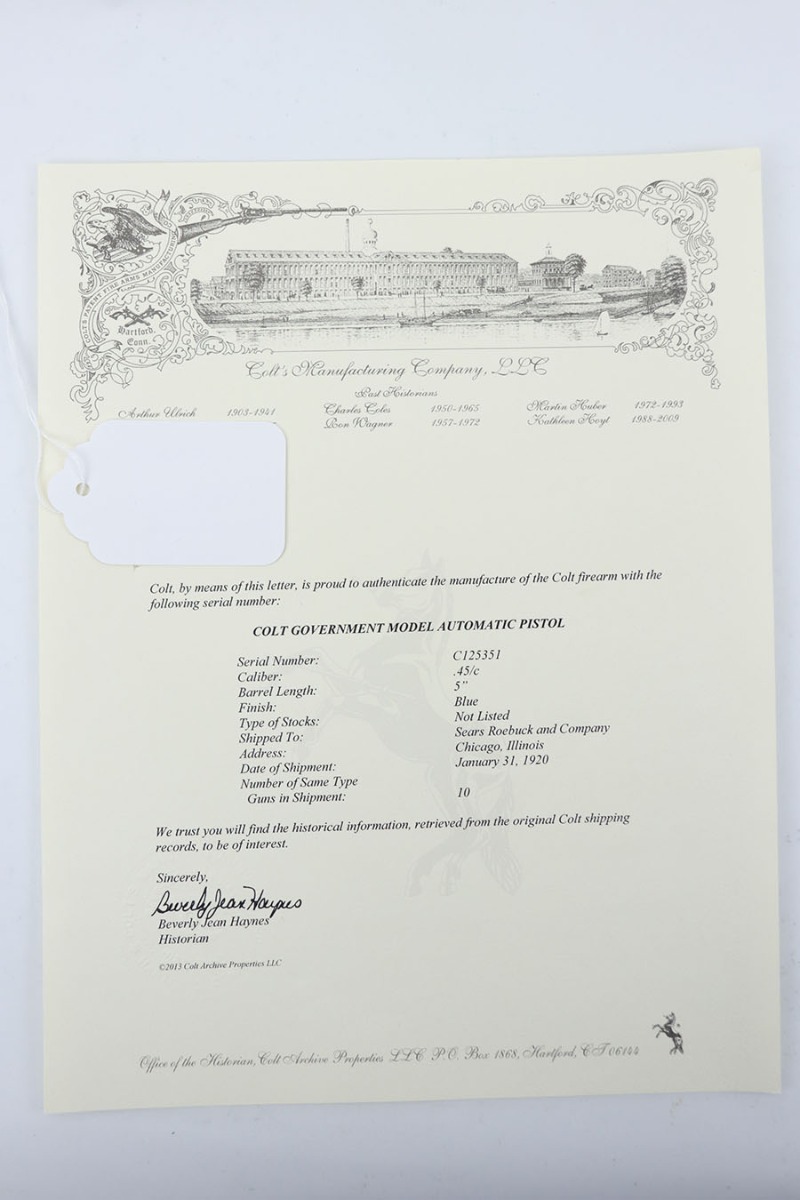 COLT'S PATENT FIRE ARMS MANUFACTURING
Hartford,
Conn.
Colt's Manufacturing Company, LLC
Past Historians
Arthur Ulrich 1903-1941 Charles Coles 1950-1965 Martin Huber 1972-1993
Ron Wagner 1957-1972 Kathleen Hoyt 1988-2009
Colt, by means of this letter, is proud to authenticate the manufacture of the Colt firearm with the
following serial number:
COLT GOVERNMENT MODEL AUTOMATIC PISTOL
Serial Number: C125351
Caliber: .45/c
Barrel Length: 5"
Finish: Blue
Type of Stocks: Not Listed
Shipped To: Sears Roebuck and Company
Address: Chicago, Illinois
Date of Shipment: January 31, 1920
Number of Same Type
Guns in Shipment: 10
We trust you will find the historical information, retrieved from the original Colt shipping
records, to be of interest.
Sincerely,
Beverly Jean Haynes
Beverly Jean Haynes
Historian
©2013 Colt Archive Properties LLC
Office of the Historian, Colt Archive Properties LLC P.O. Box 1868, Hartford, CT 06144